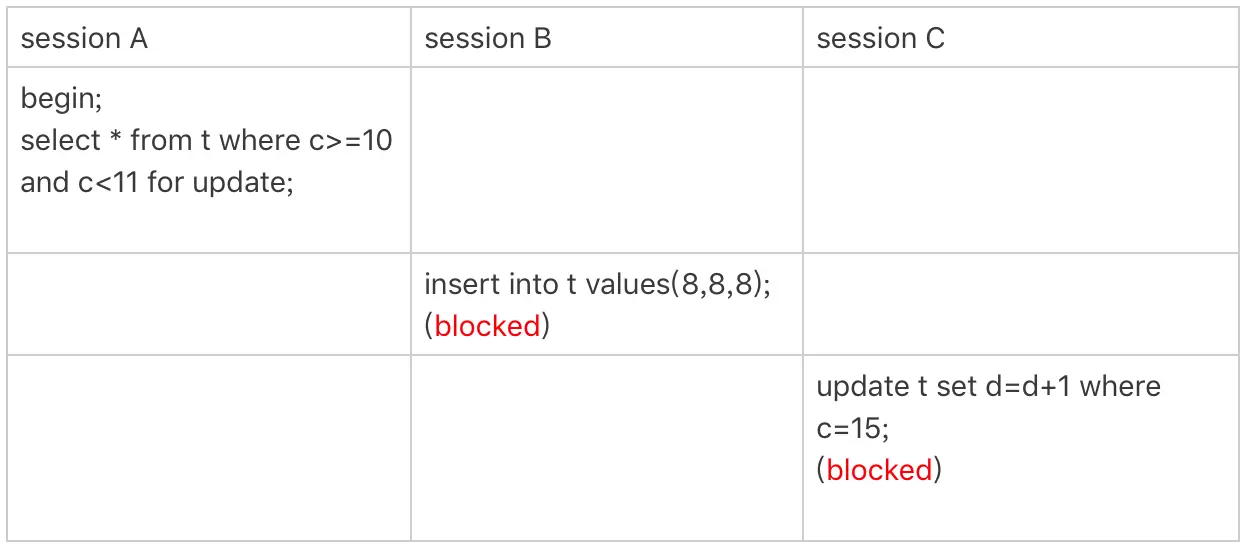 session A
session B
session C
begin;
select * from t where c>=10
and c<11 for update;
insert into t values(8,8,8);
(blocked)
update t set d=d+1 where
c=15;
(blocked)